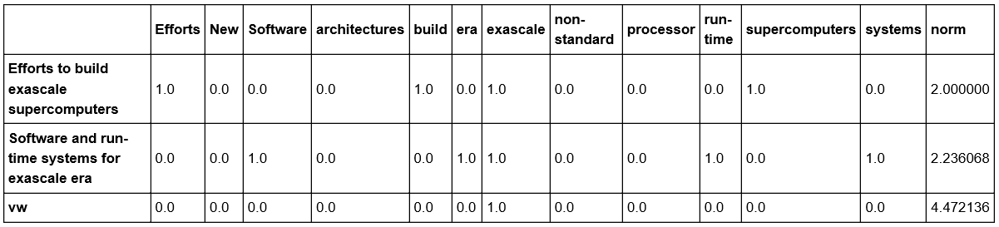 Efforts New Software architectures build era exascale non-standard processor run-time supercomputers systems norm
Efforts to build exascale supercomputers 1.0 0.0 0.0 0.0 1.0 0.0 1.0 0.0 0.0 0.0 1.0 0.0 2.000000
Software and run-time systems for exascale era 0.0 0.0 1.0 0.0 0.0 1.0 1.0 0.0 0.0 1.0 0.0 1.0 2.236068
vw 0.0 0.0 0.0 0.0 0.0 0.0 1.0 0.0 0.0 0.0 0.0 0.0 4.472136